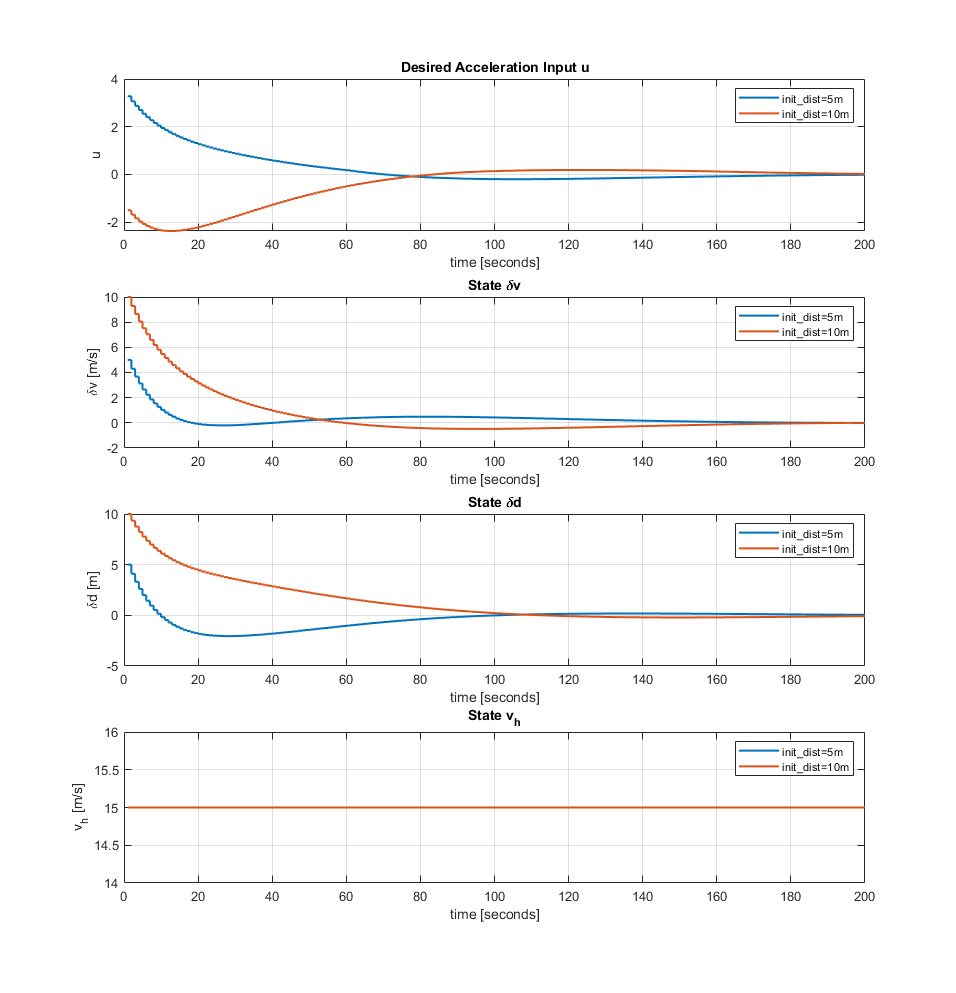 Desired Acceleration Input u
4
2
0
-2
u
init_dist=5m
init_dist=10m
0 20 40 60 80 100 120 140 160 180 200
time [seconds]
State δv
10
8
6
4
2
0
-2
δv [m/s]
init_dist=5m
init_dist=10m
0 20 40 60 80 100 120 140 160 180 200
time [seconds]
State δd
10
5
0
-5
δd [m]
init_dist=5m
init_dist=10m
0 20 40 60 80 100 120 140 160 180 200
time [seconds]
State v_h
16
15.5
15
14.5
14
v_h [m/s]
init_dist=5m
init_dist=10m
0 20 40 60 80 100 120 140 160 180 200
time [seconds]